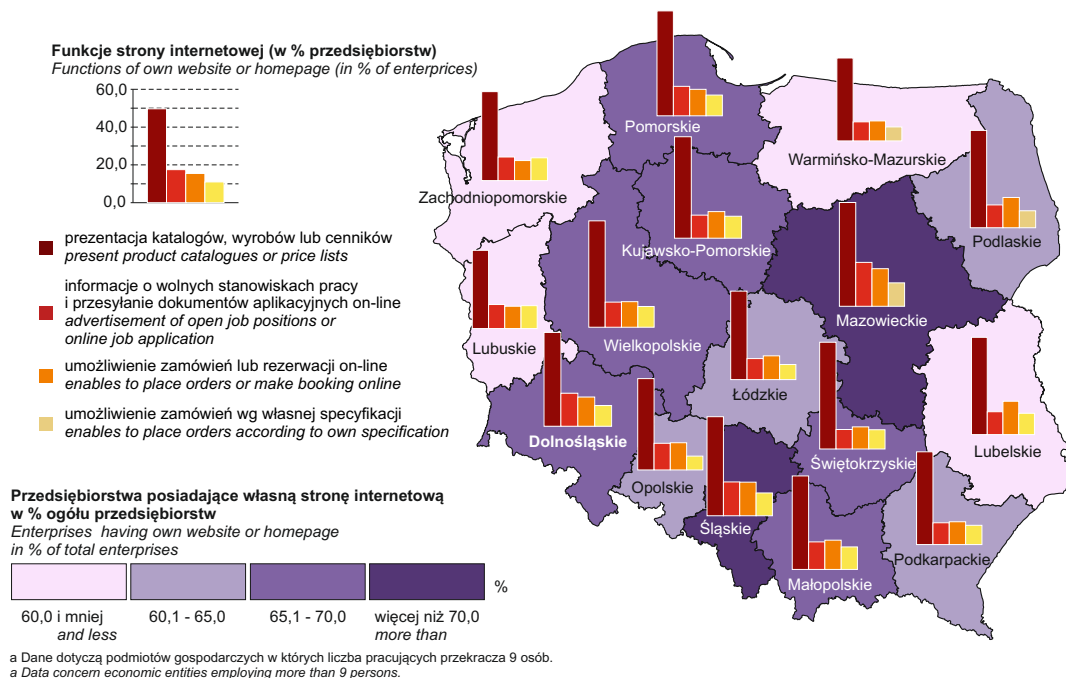 Funkcje strony internetowej (w % przedsiębiorstw)
Functions of own website or homepage (in % of enterprices)
60,0
40,0
20,0
0,0
prezentacja katalogów, wyrobów lub cenników
present product catalogues or price lists
informacje o wolnych stanowiskach pracy
i przesyłanie dokumentów aplikacyjnych on-line
advertisement of open job positions or
online job application
umożliwienie zamówień lub rezerwacji on-line
enables to place orders or make booking online
umożliwienie zamówień wg własnej specyfikacji
enables to place orders according to own specification
Pomorskie
Warmińsko-Mazurskie
Zachodniopomorskie
Podlaskie
Kujawsko-Pomorskie
Mazowieckie
Lubuskie
Wielkopolskie
Łódzkie
Dolnośląskie
Lubelskie
Świętokrzyskie
Opolskie
Śląskie
Podkarpackie
Małopolskie
Przedsiębiorstwa posiadające własną stronę internetową
w % ogółu przedsiębiorstw
Enterprises having own website or homepage
in % of total enterprises
%
60,0 i mniej 60,1 - 65,0 65,1 - 70,0 więcej niż 70,0
and less more than
a Dane dotyczą podmiotów gospodarczych w których liczba pracujących przekracza 9 osób.
a Data concern economic entities employing more than 9 persons.